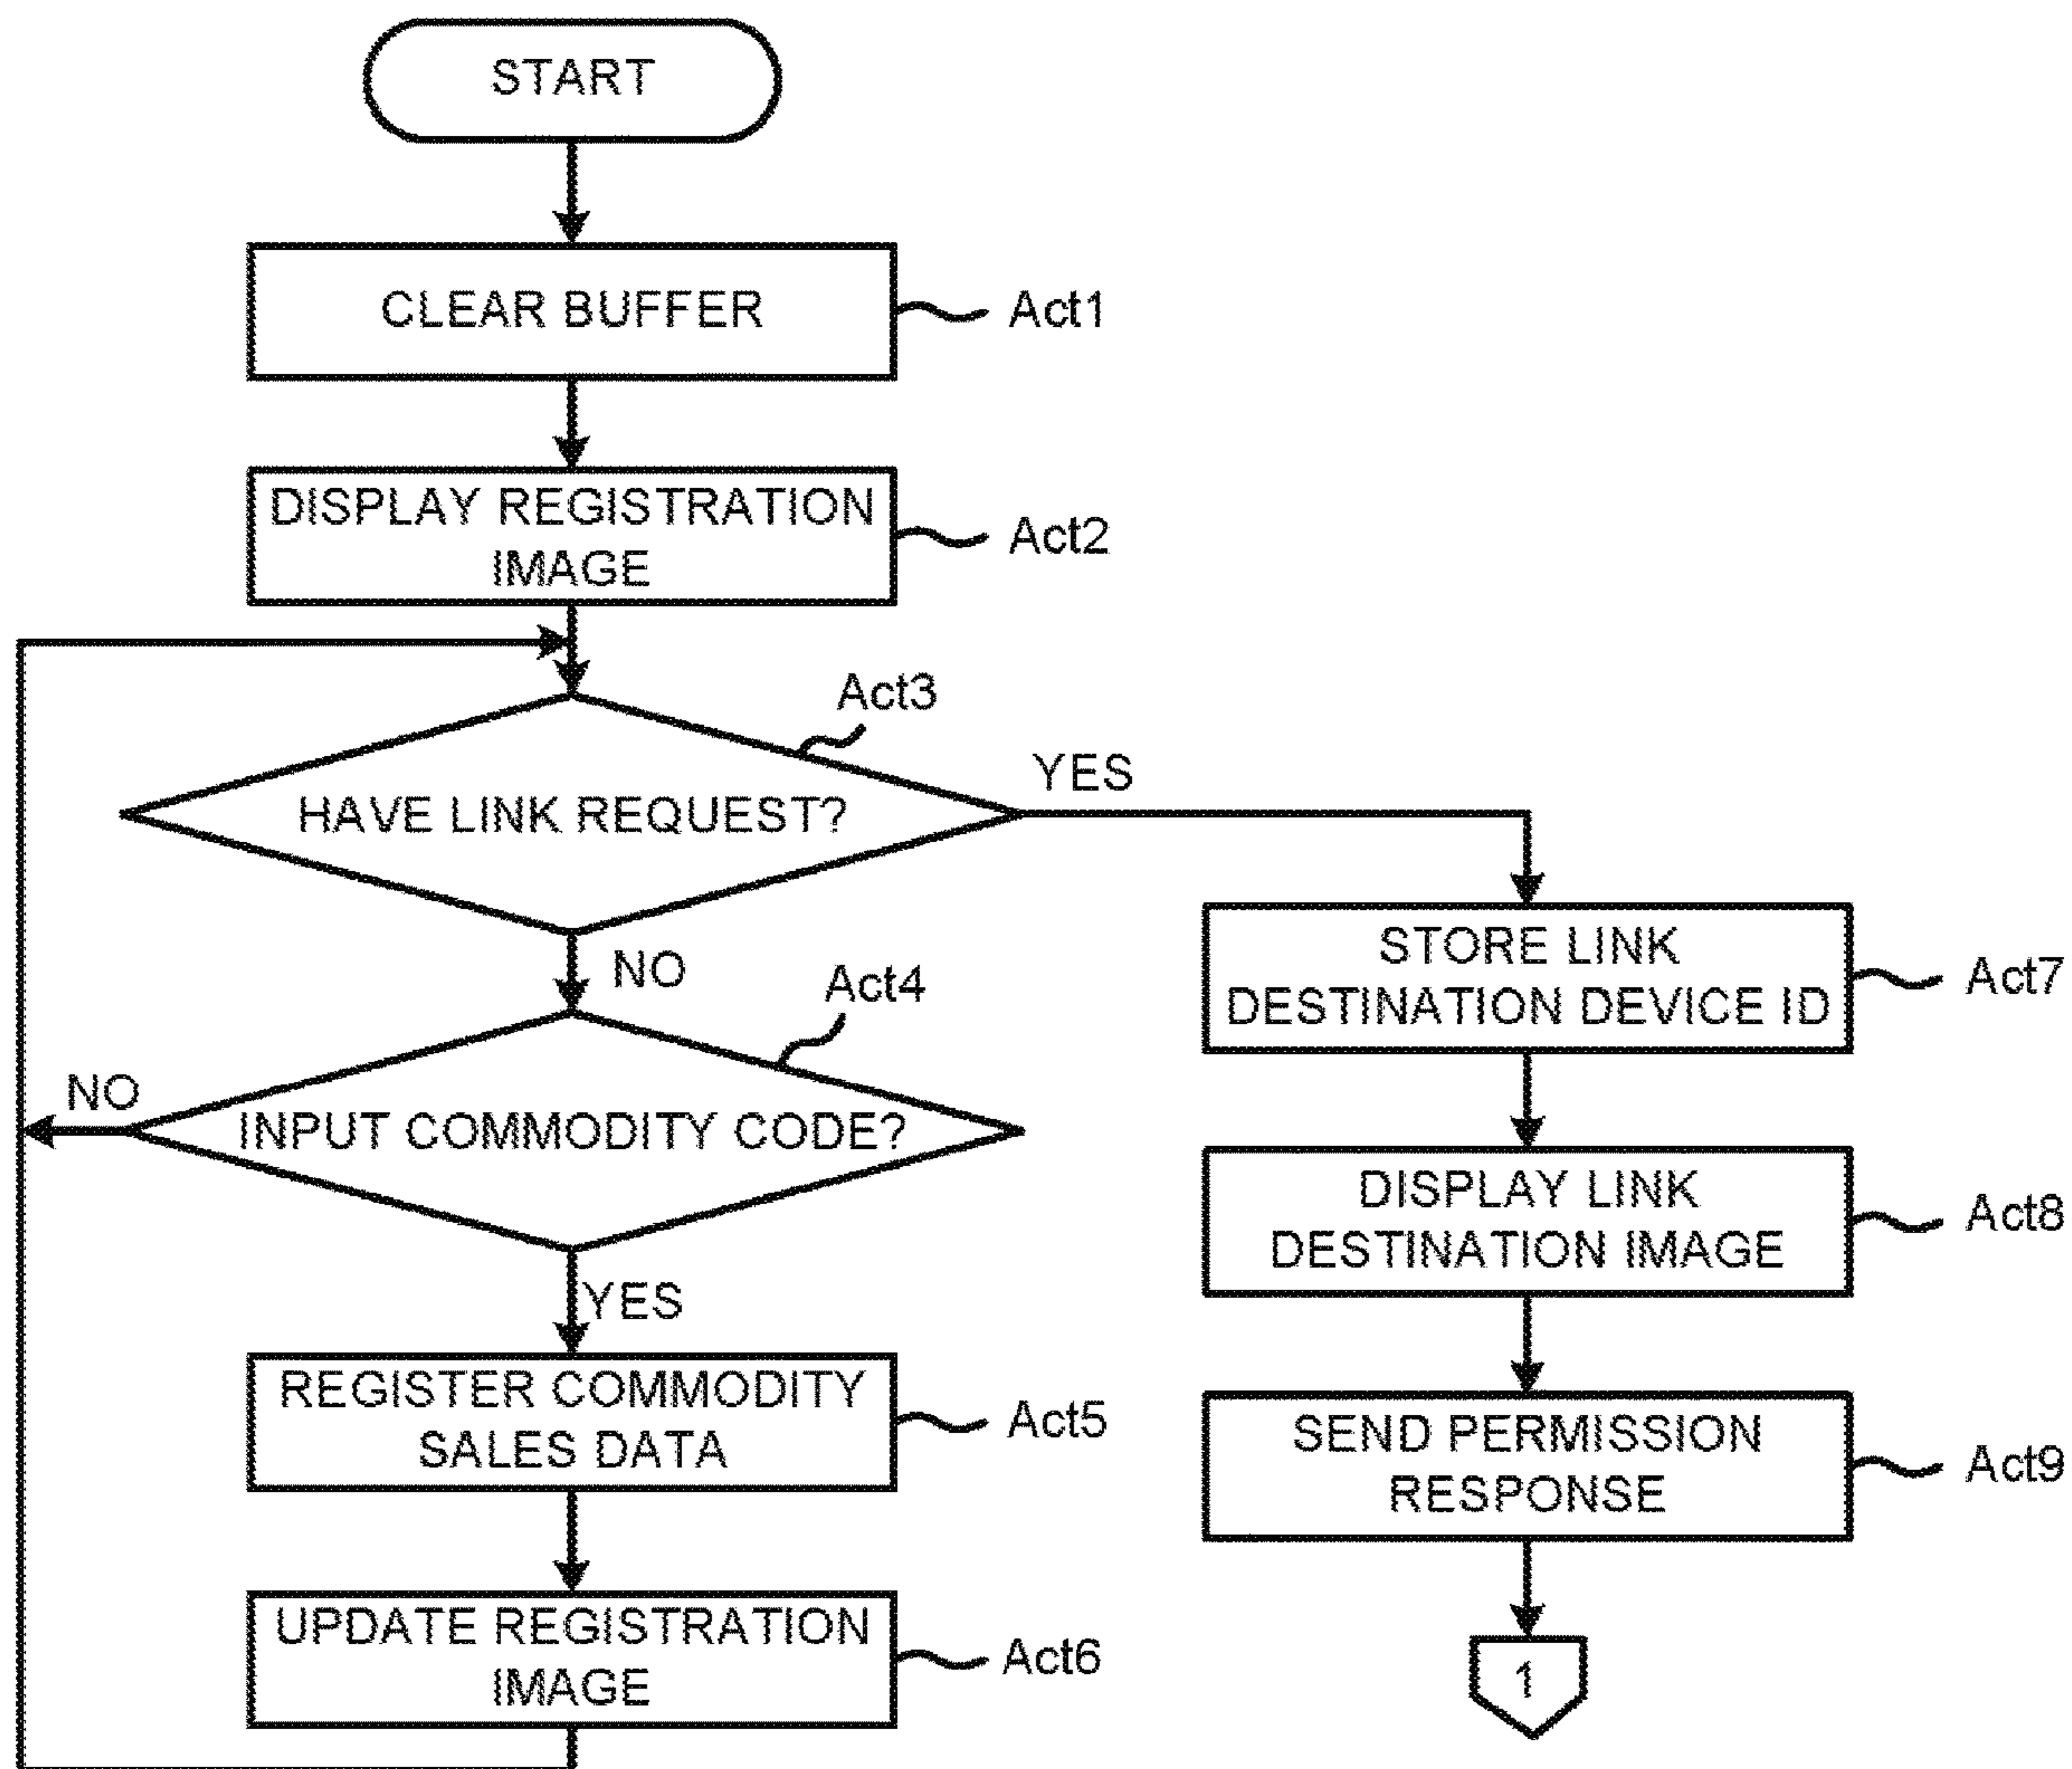 START
CLEAR BUFFER
Act1
DISPLAY REGISTRATION
IMAGE
Act2
Act3
HAVE LINK REQUEST?
YES
NO
Act4
INPUT COMMODITY CODE?
NO
YES
REGISTER COMMODITY
SALES DATA
Act5
UPDATE REGISTRATION
IMAGE
Act6
STORE LINK
DESTINATION DEVICE ID
Act7
DISPLAY LINK
DESTINATION IMAGE
Act8
SEND PERMISSION
RESPONSE
Act9
1